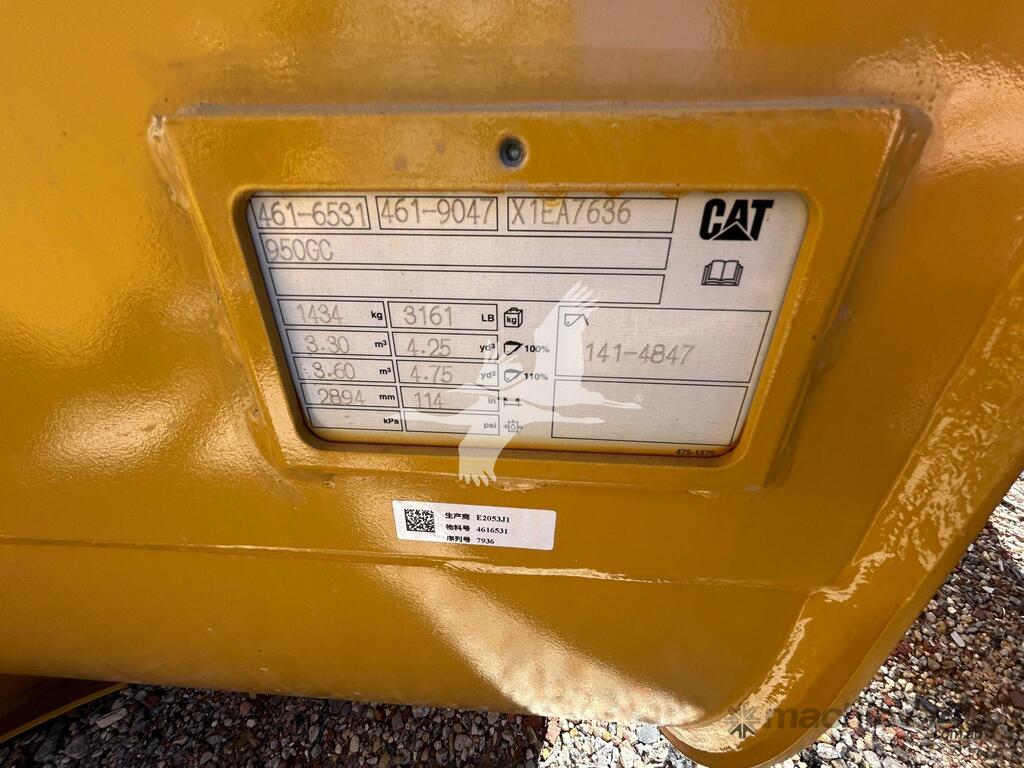 461-6531 461-9047 X1EA7636 CAT
950GC
1434 kg 3161 LB kg
3.30 m³ 4.25 yd³ 100%
141-4847
3.60 m³ 4.75 yd³ 110%
2894 mm 114 in
kPa psi
475-1579
生产商 E2053J1
物料号 4616531
序列号 7936